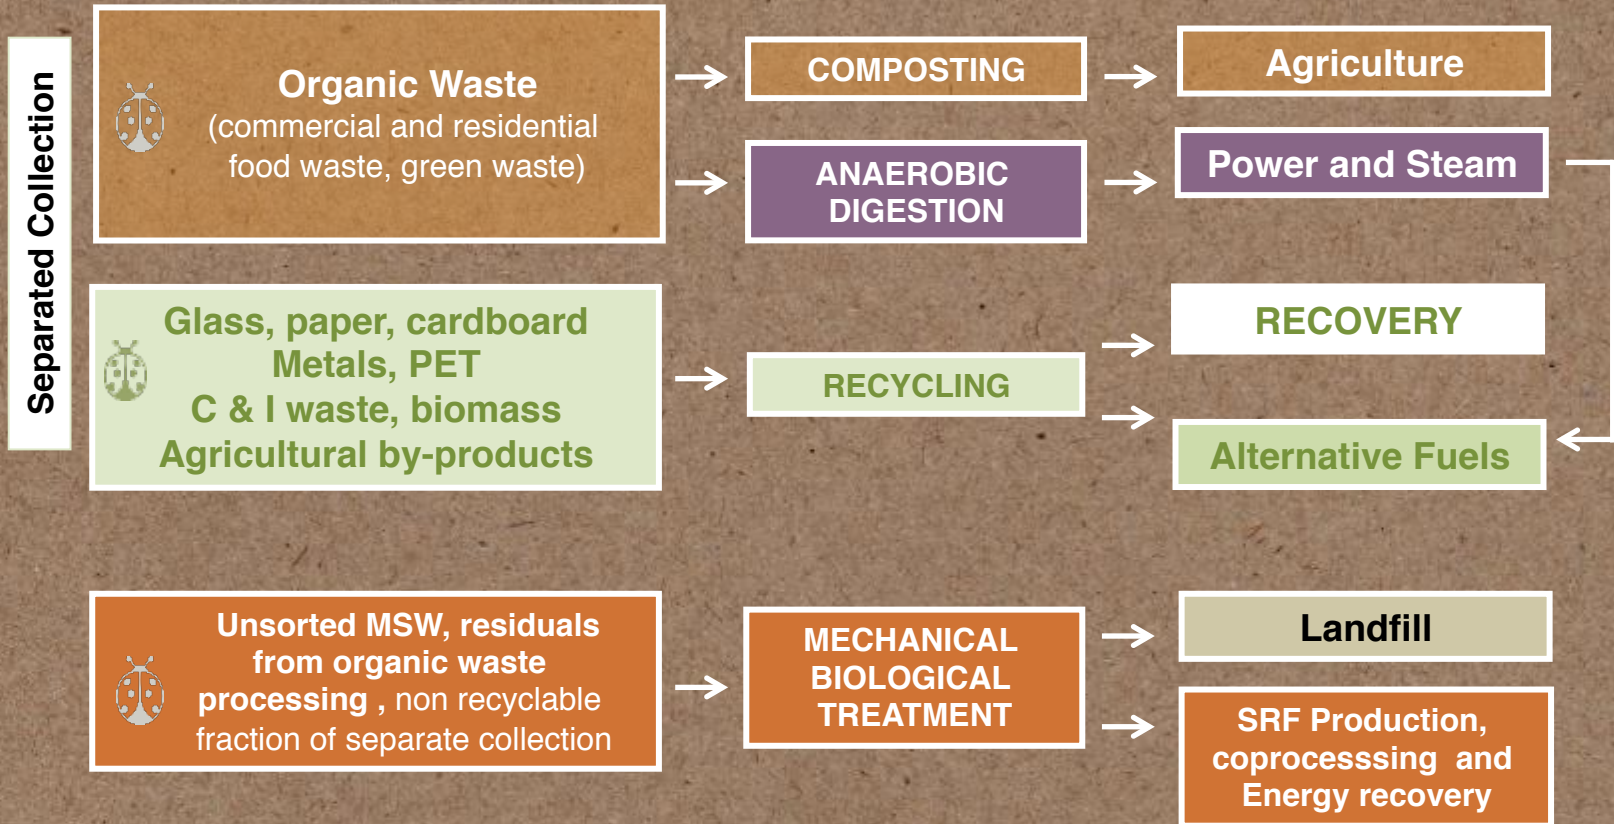 Separated Collection
Organic Waste
(commercial and residential
food waste, green waste)
COMPOSTING
Agriculture
ANAEROBIC
DIGESTION
Power and Steam
Glass, paper, cardboard
Metals, PET
C & I waste, biomass
Agricultural by-products
RECYCLING
RECOVERY
Alternative Fuels
Unsorted MSW, residuals
from organic waste
processing , non recyclable
fraction of separate collection
MECHANICAL
BIOLOGICAL
TREATMENT
Landfill
SRF Production,
coprocesssing and
Energy recovery